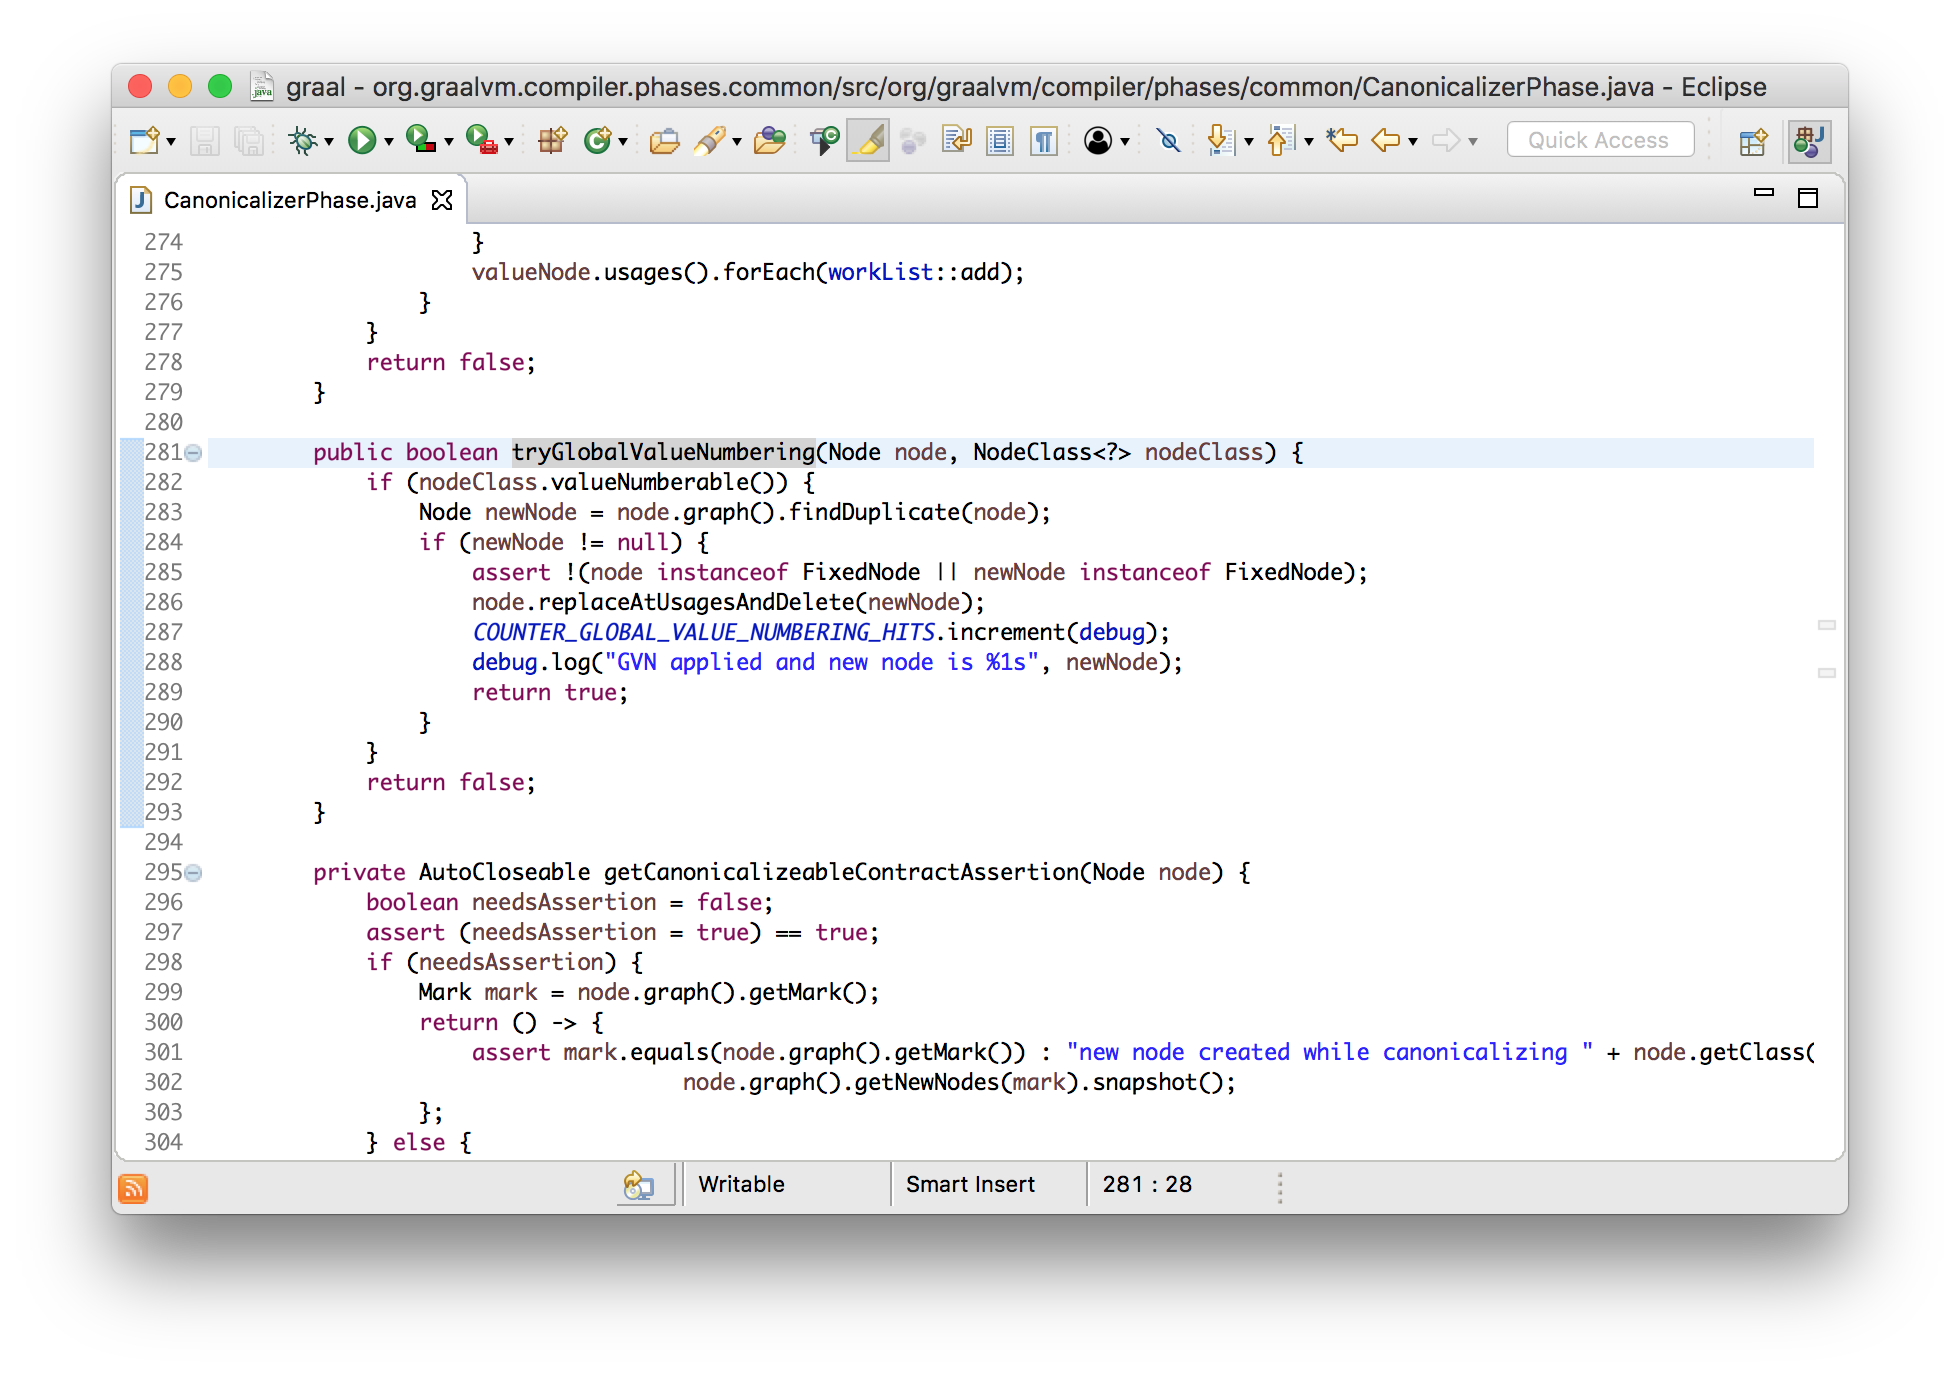 graal - org.graalvm.compiler.phases.common/src/org/graalvm/compiler/phases/common/CanonicalizerPhase.java - Eclipse
Quick Access
CanonicalizerPhase.java
274 }
275 valueNode.usages().forEach(workList::add);
276 }
277 }
278 return false;
279 }
280
281 public boolean tryGlobalValueNumbering(Node node, NodeClass<?> nodeClass) {
282 if (nodeClass.valueNumberable()) {
283 Node newNode = node.graph().findDuplicate(node);
284 if (newNode != null) {
285 assert !(node instanceof FixedNode || newNode instanceof FixedNode);
286 node.replaceAtUsagesAndDelete(newNode);
287 COUNTER_GLOBAL_VALUE_NUMBERING_HITS.increment(debug);
288 debug.log("GVN applied and new node is %1s", newNode);
289 return true;
290 }
291 }
292 return false;
293 }
294
295 private AutoCloseable getCanonicalizeableContractAssertion(Node node) {
296 boolean needsAssertion = false;
297 assert (needsAssertion = true) == true;
298 if (needsAssertion) {
299 Mark mark = node.graph().getMark();
300 return () -> {
301 assert mark.equals(node.graph().getMark()) : "new node created while canonicalizing " + node.getClass(
302 node.graph().getNewNodes(mark).snapshot();
303 };
304 } else {
Writable Smart Insert 281 : 28